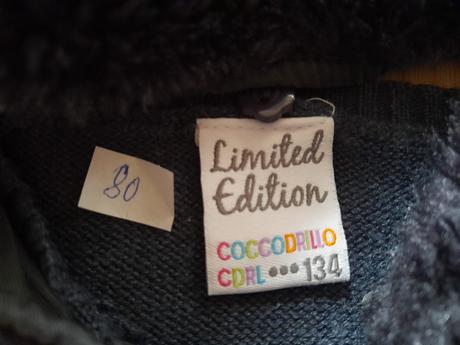 80
Limited
Edition
COCCODRILLO
CDRL •••134